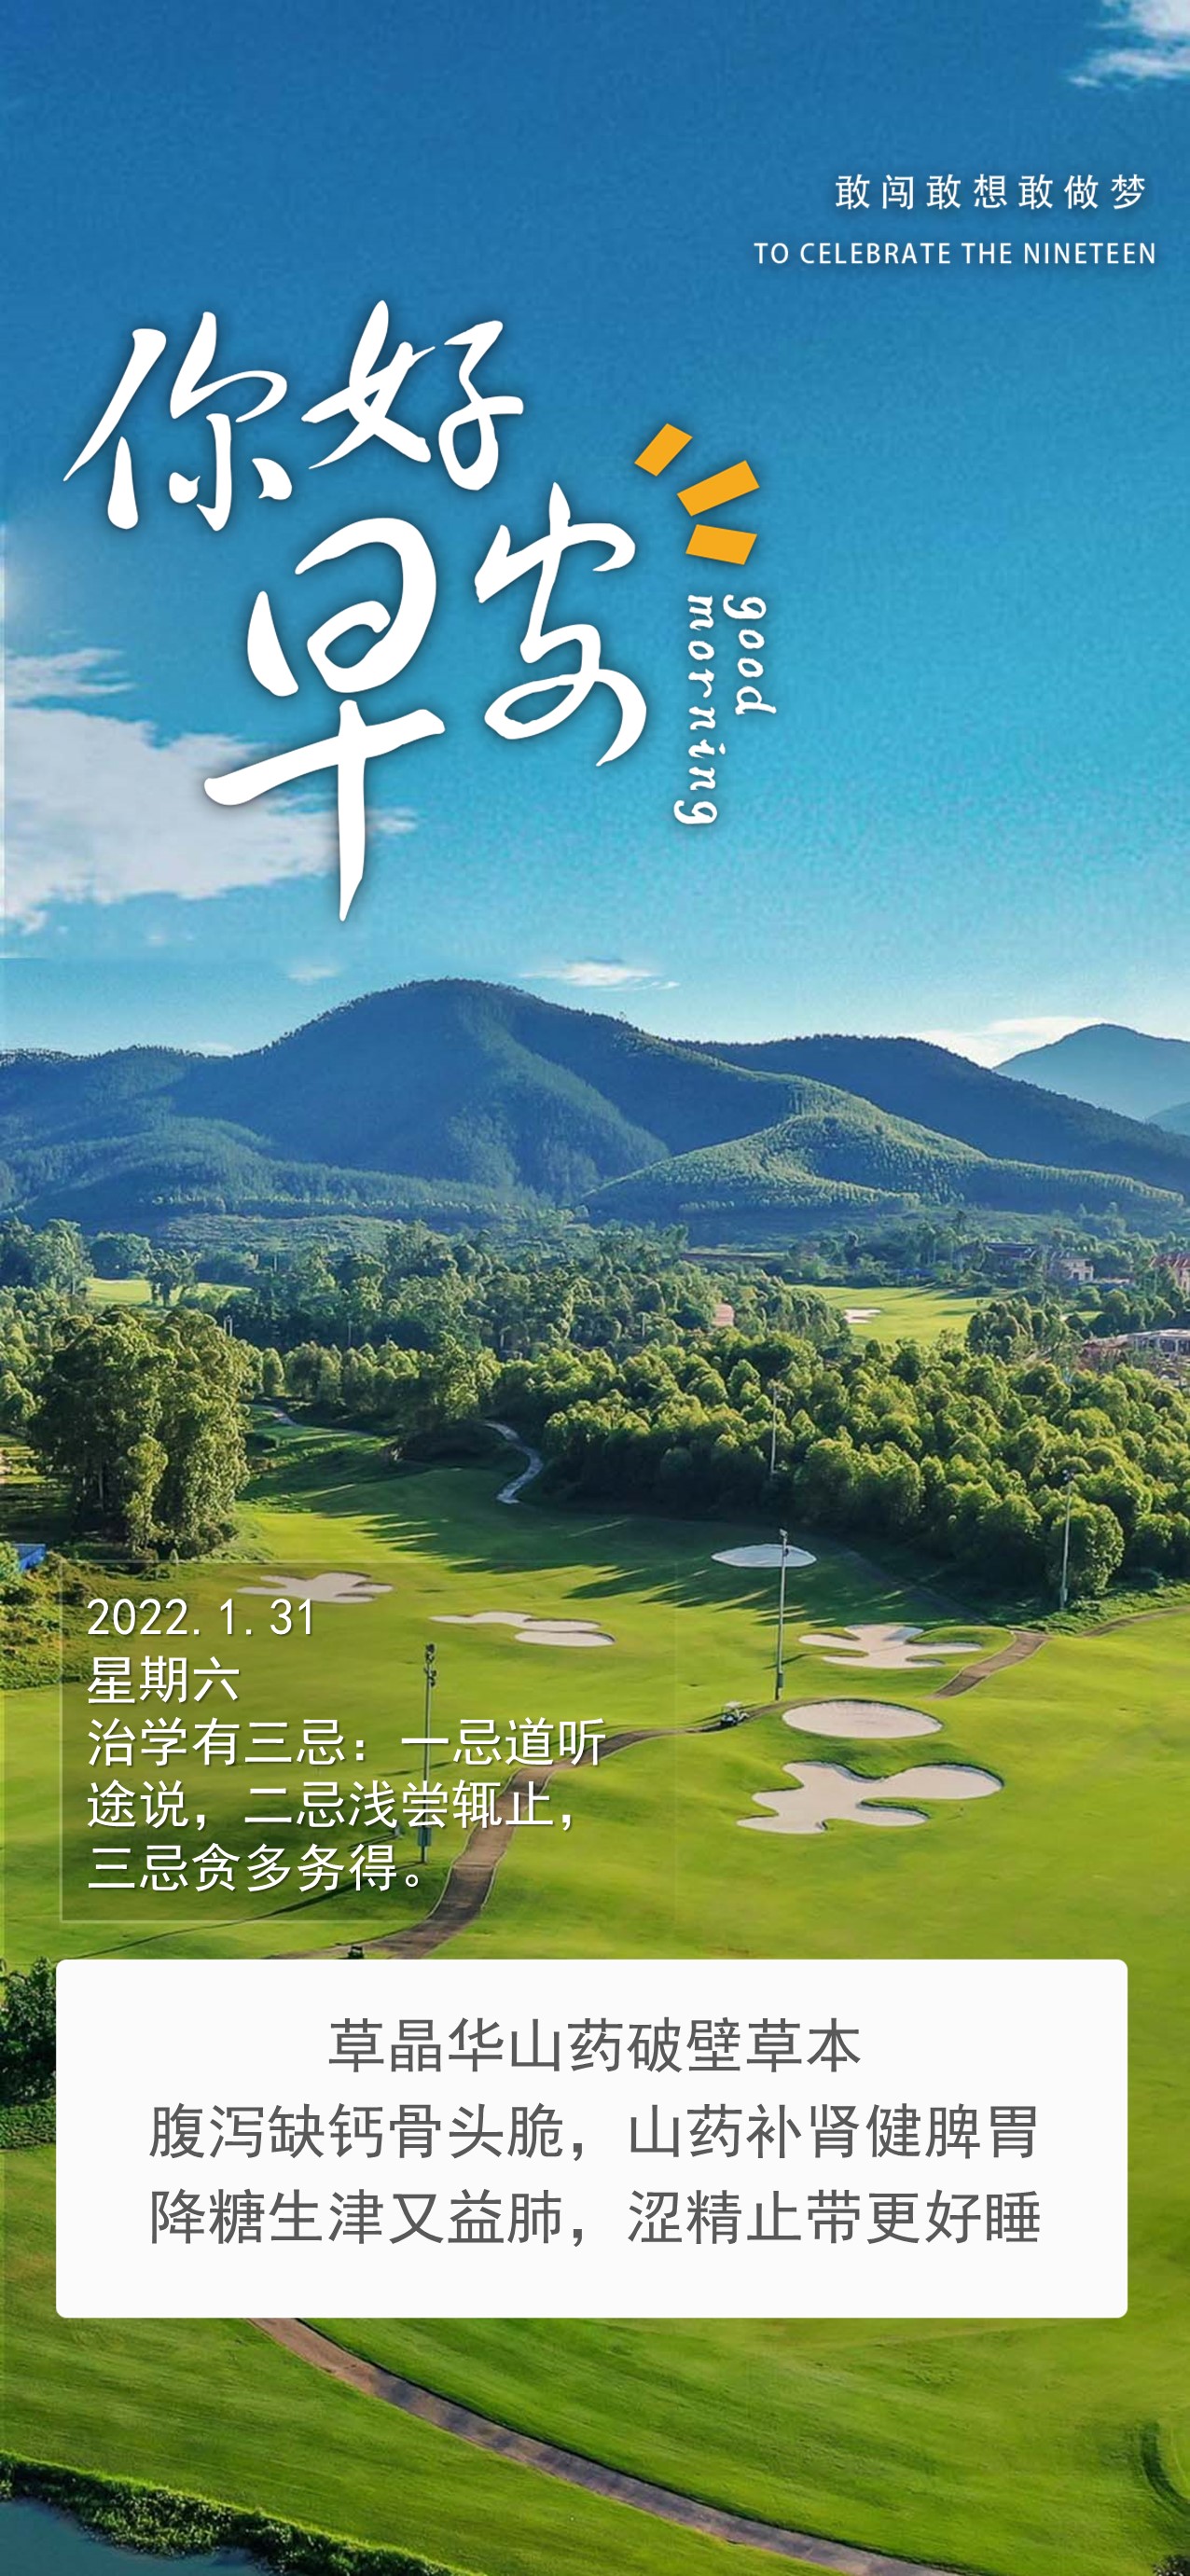 敢闯敢想敢做梦
TO CELEBRATE THE NINETEEN
你好
早安
good
morning
2022.1.31
星期六
治学有三忌：一忌道听
途说，二忌浅尝辄止，
三忌贪多务得。
草晶华山药破壁草本
腹泻缺钙骨头脆，山药补肾健脾胃
降糖生津又益肺，涩精止带更好睡